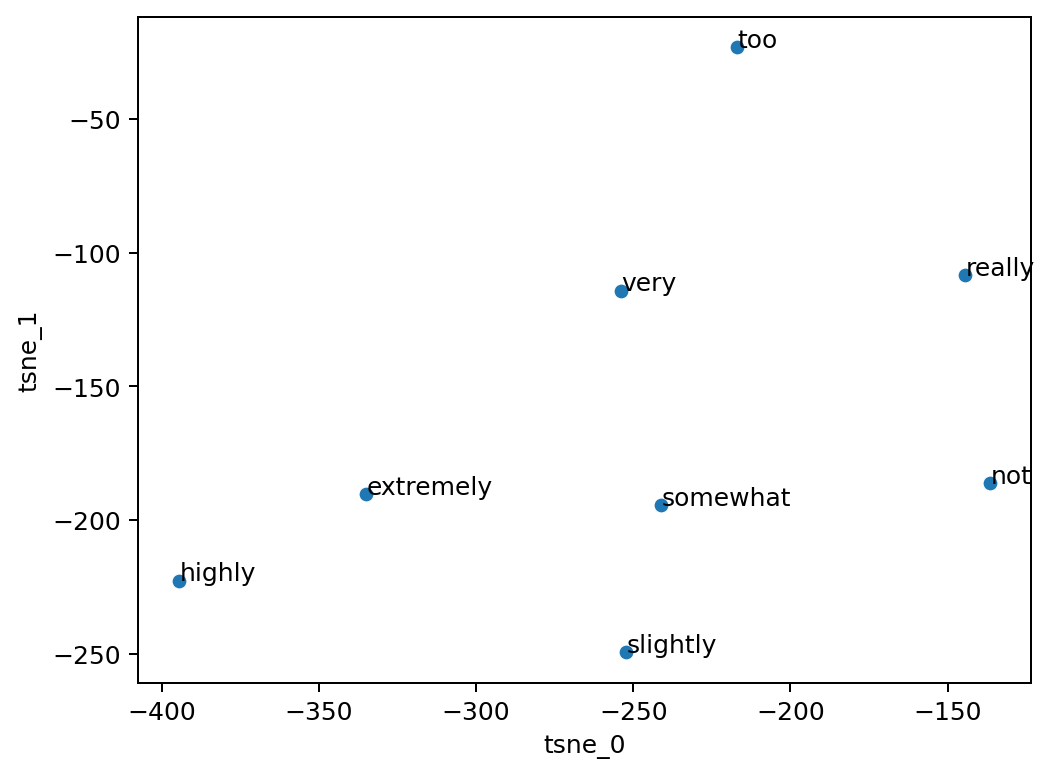 too
−50
−100
really
very
−150
extremely
not
somewhat
−200
highly
slightly
−250
−400
−350
−300
−250
−200
−150
tsne_0
tsne_1